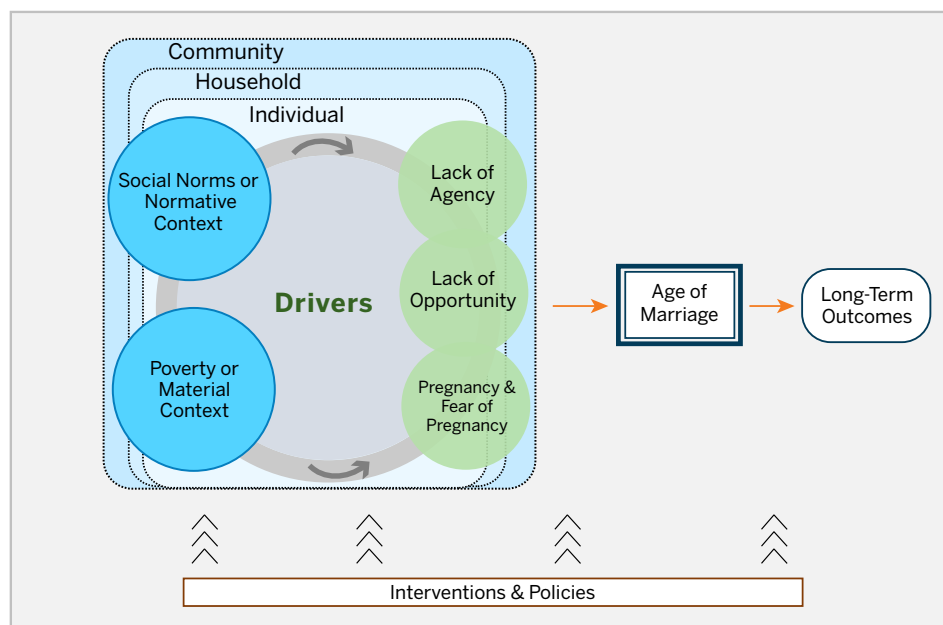 Community
Household
Individual
Social Norms or
Normative
Context
Lack of
Agency
Drivers
Lack of
Opportunity
Poverty or
Material
Context
Pregnancy &
Fear of
Pregnancy
Age of
Marriage
Long-Term
Outcomes
Interventions & Policies